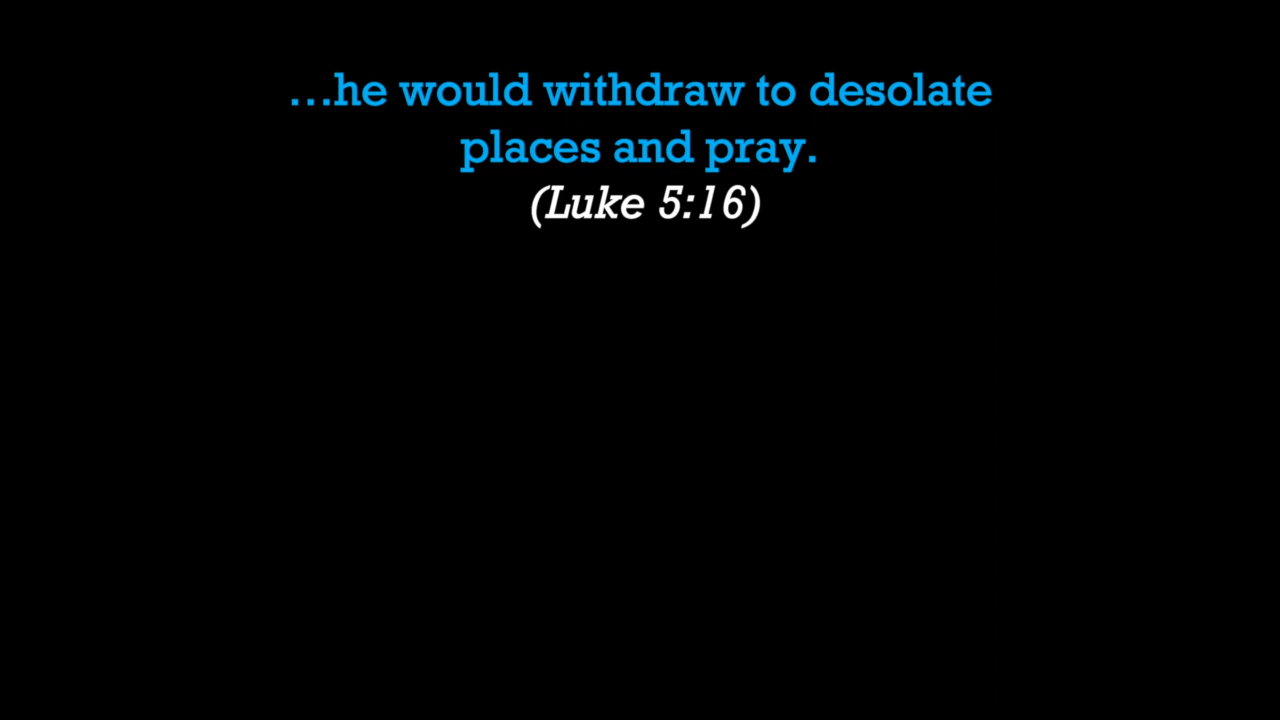 …he would withdraw to desolate
places and pray.
(Luke 5:16)